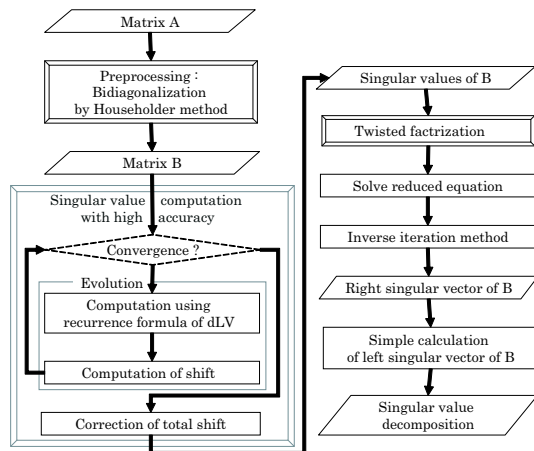 Matrix A
Preprocessing :
Bidiagonalization
by Householder method
Matrix B
Singular value computation
with high accuracy
Convergence ?
Evolution
Computation using
recurrence formula of dLV
Computation of shift
Correction of total shift
Singular values of B
Twisted factrization
Solve reduced equation
Inverse iteration method
Right singular vector of B
Simple calculation
of left singular vector of B
Singular value
decomposition